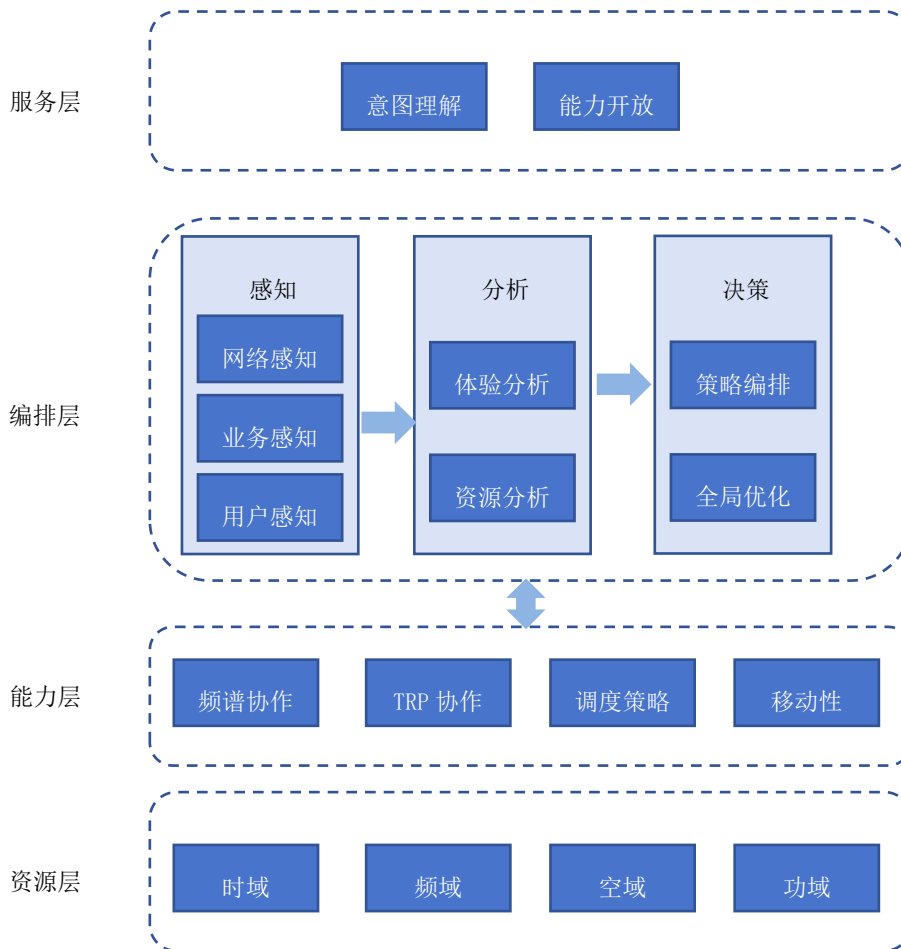 服务层
意图理解
能力开放
编排层
感知
网络感知
业务感知
用户感知
分析
体验分析
资源分析
决策
策略编排
全局优化
能力层
频谱协作
TRP 协作
调度策略
移动性
资源层
时域
频域
空域
功域